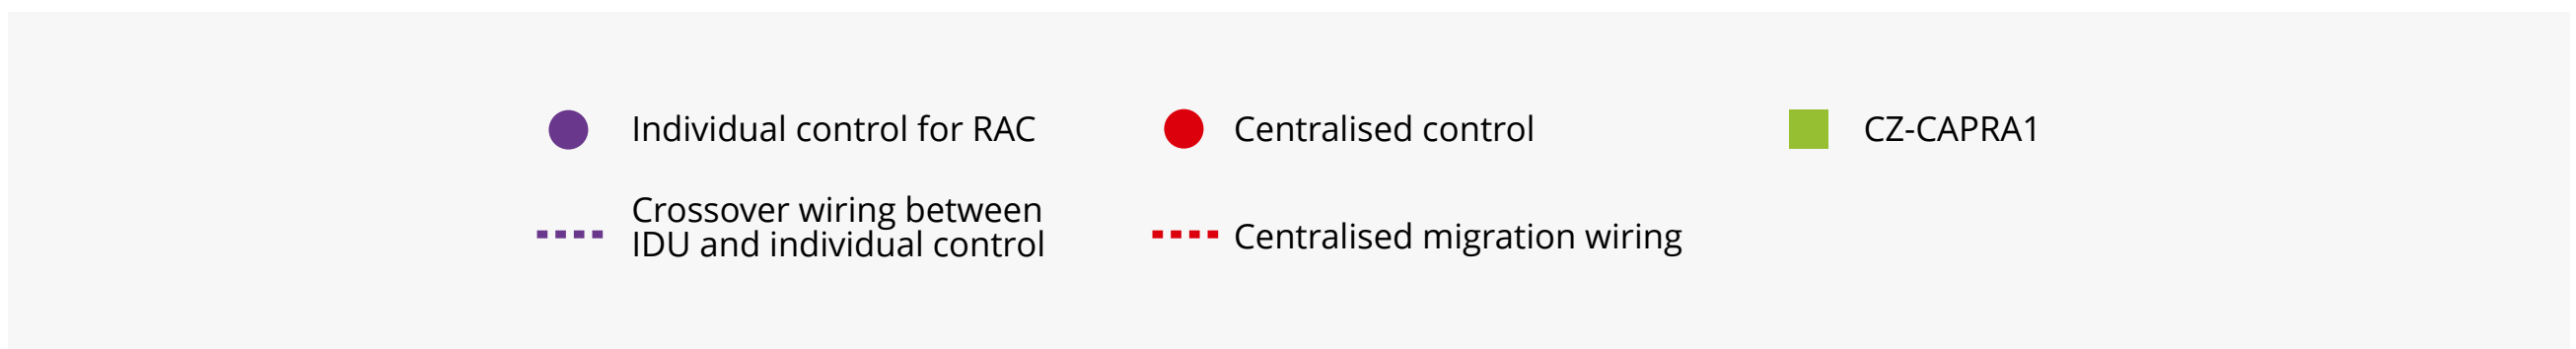 Individual control for RAC
Centralised control
CZ-CAPRA1
Crossover wiring between
IDU and individual control
Centralised migration wiring